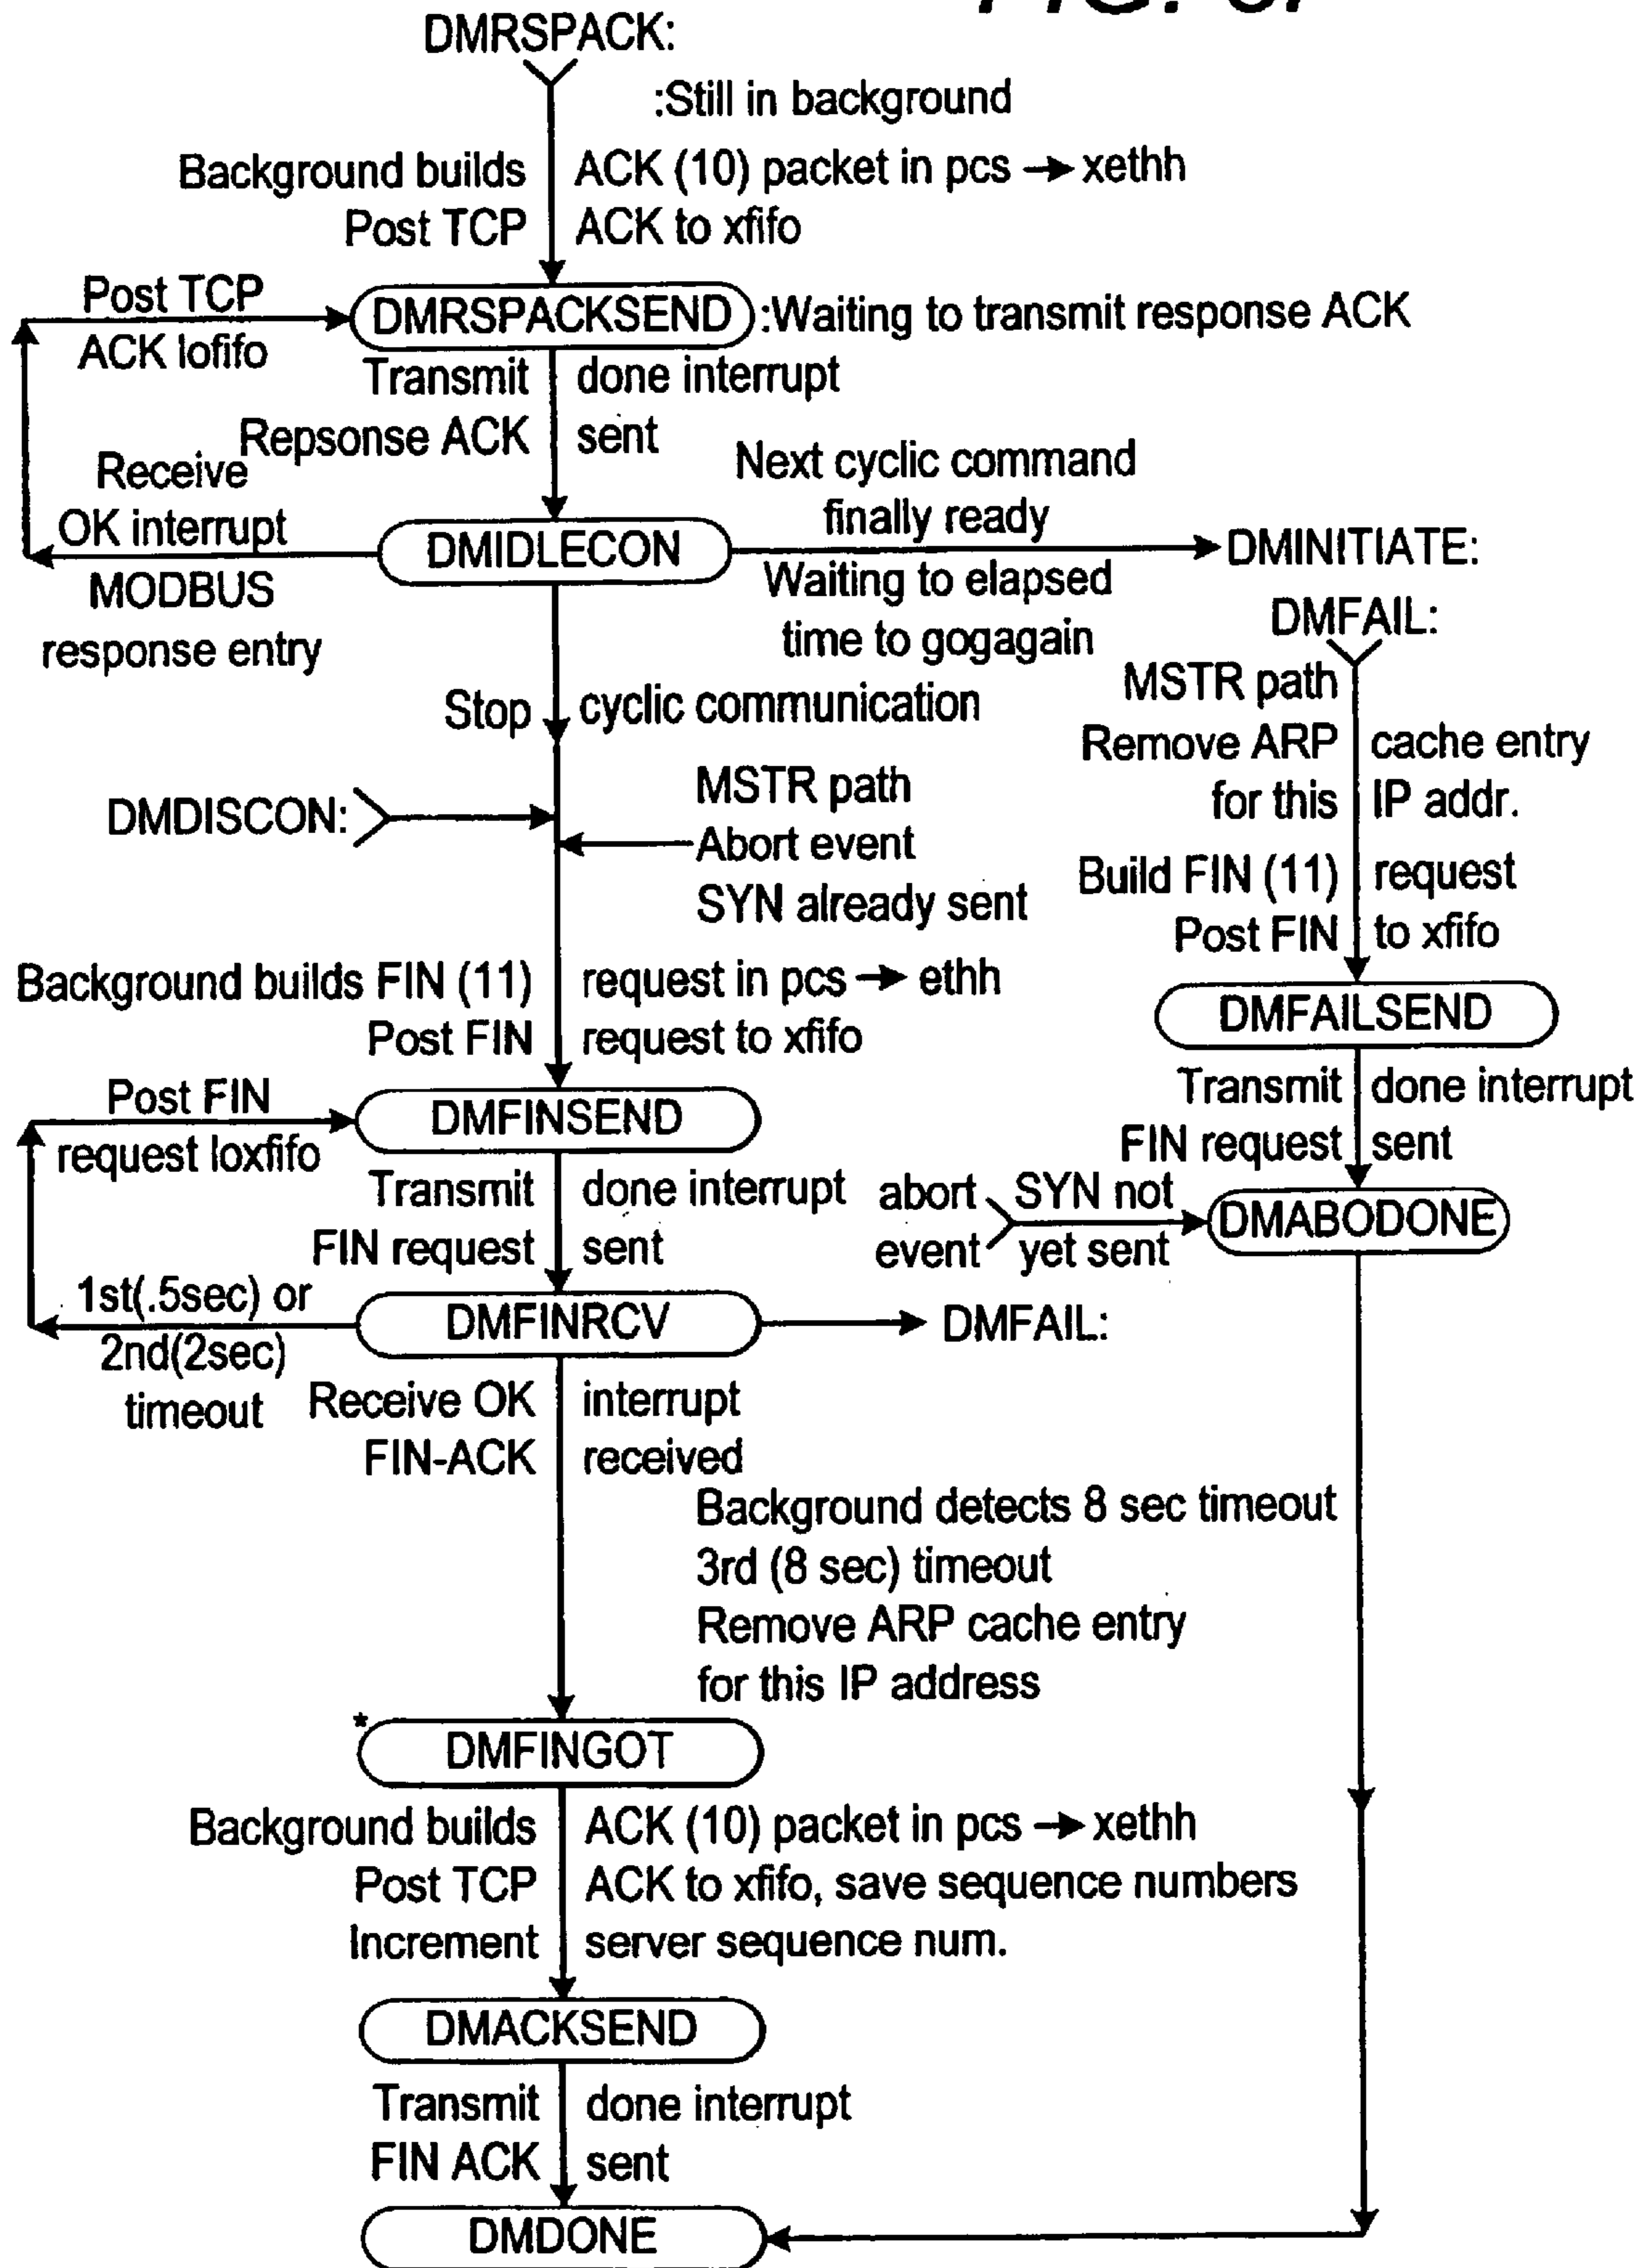 DMRSPACK:
:Still in background
Background builds ACK (10) packet in pcs → xethh
Post TCP ACK to xfifo
Post TCP
ACK lofifo
DMRSPACKSEND :Waiting to transmit response ACK
Transmit done interrupt
Repsonse ACK sent
Receive
OK interrupt
MODBUS
response entry
DMIDLECON
Next cyclic command
finally ready
Waiting to elapsed
time to gogagain
DMINITIATE:
Stop cyclic communication
DMDISCON:
MSTR path
Abort event
SYN already sent
DMFAIL:
MSTR path
Remove ARP cache entry
for this IP addr.
Build FIN (11) request
Post FIN to xfifo
DMFAILSEND
Transmit done interrupt
FIN request sent
abort
event
SYN not
yet sent
DMABODONE
Background builds FIN (11) request in pcs → ethh
Post FIN request to xfifo
Post FIN
request loxfifo
DMFINSEND
Transmit done interrupt
FIN request sent
1st(.5sec) or
2nd(2sec)
timeout
DMFINRCV
DMFAIL:
Receive OK interrupt
FIN-ACK received
Background detects 8 sec timeout
3rd (8 sec) timeout
Remove ARP cache entry
for this IP address
* DMFINGOT
Background builds ACK (10) packet in pcs → xethh
Post TCP ACK to xfifo, save sequence numbers
Increment server sequence num.
DMACKSEND
Transmit done interrupt
FIN ACK sent
DMDONE